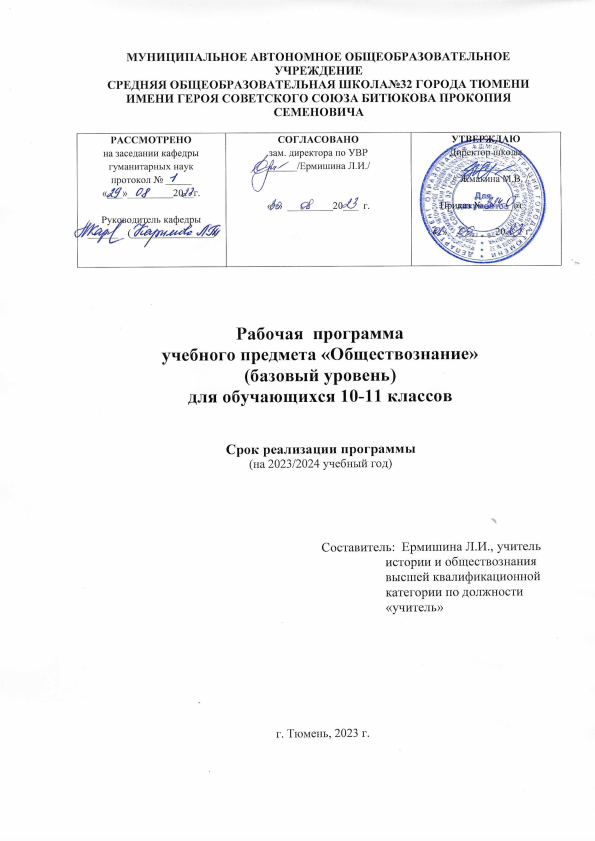 МУНИЦИПАЛЬНОЕ АВТОНОМНОЕ ОБЩЕОБРАЗОВАТЕЛЬНОЕ
УЧРЕЖДЕНИЕ
СРЕДНЯЯ ОБЩЕОБРАЗОВАТЕЛЬНАЯ ШКОЛА№32 ГОРОДА ТЮМЕНИ
ИМЕНИ ГЕРОЯ СОВЕТСКОГО СОЮЗА БИТЮКОВА ПРОКОПИЯ
СЕМЕНОВИЧА
РАССМОТРЕНО
на заседании кафедры
гуманитарных наук
протокол № 1
«29» 08 20 г.
Руководитель кафедры
СОГЛАСОВАНО
зам. директора по УВР
/Ермишина Л.И./
08 2023 г.
УТВЕРЖДАЮ
Директор школы
М.В.
20 г.
Рабочая программа
учебного предмета «Обществознание»
(базовый уровень)
для обучающихся 10-11 классов
Срок реализации программы
(на 2023/2024 учебный год)
Составитель: Ермишина Л.И., учитель
истории и обществознания
высшей квалификационной
категории по должности
«учитель»
г. Тюмень, 2023 г.